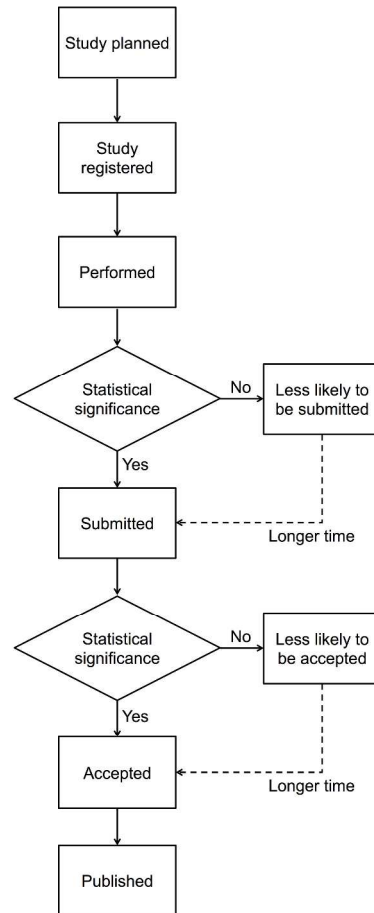 Study planned
Study
registered
Performed
Statistical
significance
No
Less likely to
be submitted
Yes
Submitted
Longer time
Statistical
significance
No
Less likely to
be accepted
Yes
Accepted
Longer time
Published